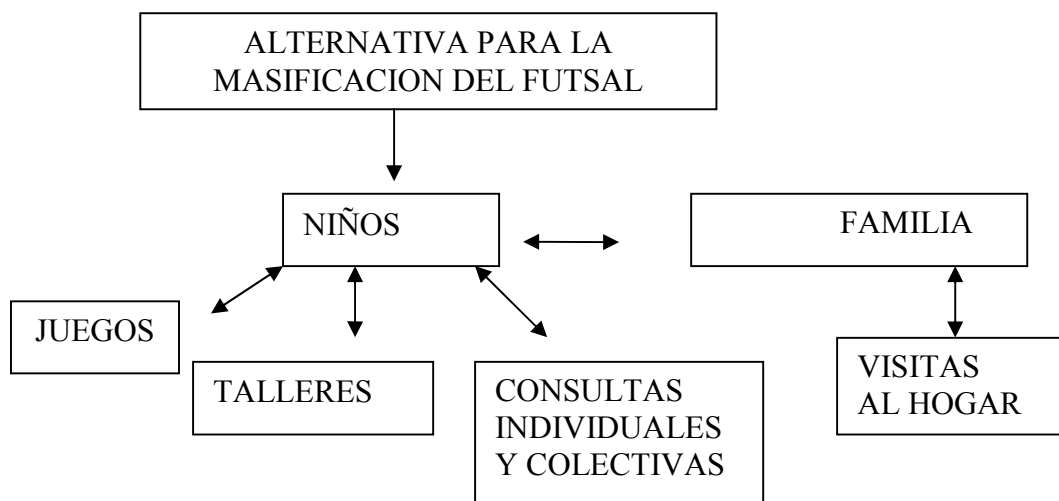 ALTERNATIVA PARA LA
MASIFICACION DEL FUTSAL
NIÑOS
FAMILIA
JUEGOS
TALLERES
CONSULTAS
INDIVIDUALES
Y COLECTIVAS
VISITAS
AL HOGAR